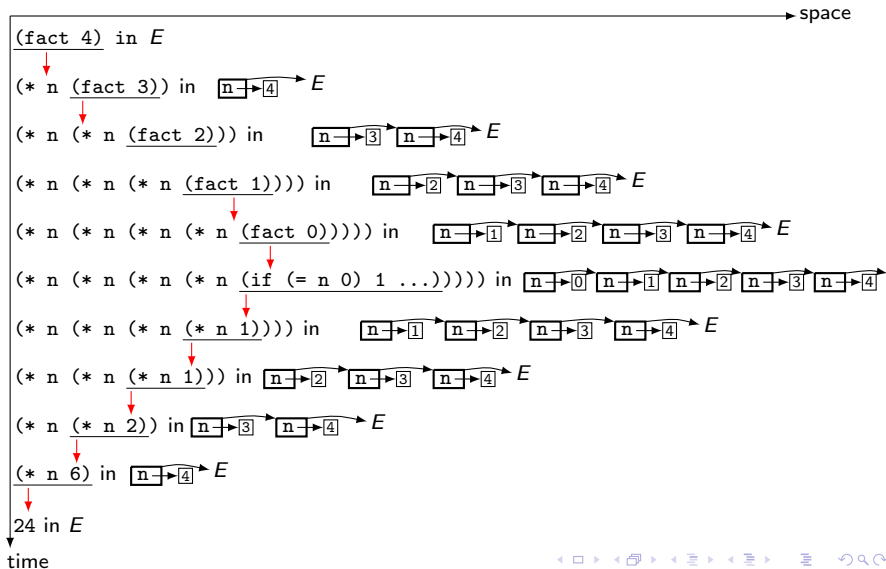 space
(fact 4) in E
(* n (fact 3)) in n 4 E
(* n (* n (fact 2))) in n 3 n 4 E
(* n (* n (* n (fact 1)))) in n 2 n 3 n 4 E
(* n (* n (* n (* n (fact 0))))) in n 1 n 2 n 3 n 4 E
(* n (* n (* n (* n (if (= n 0) 1 ...))))) in n 0 n 1 n 2 n 3 n 4
(* n (* n (* n (* n 1)))) in n 1 n 2 n 3 n 4 E
(* n (* n (* n 1))) in n 2 n 3 n 4 E
(* n (* n 2)) in n 3 n 4 E
(* n 6) in n 4 E
24 in E
time